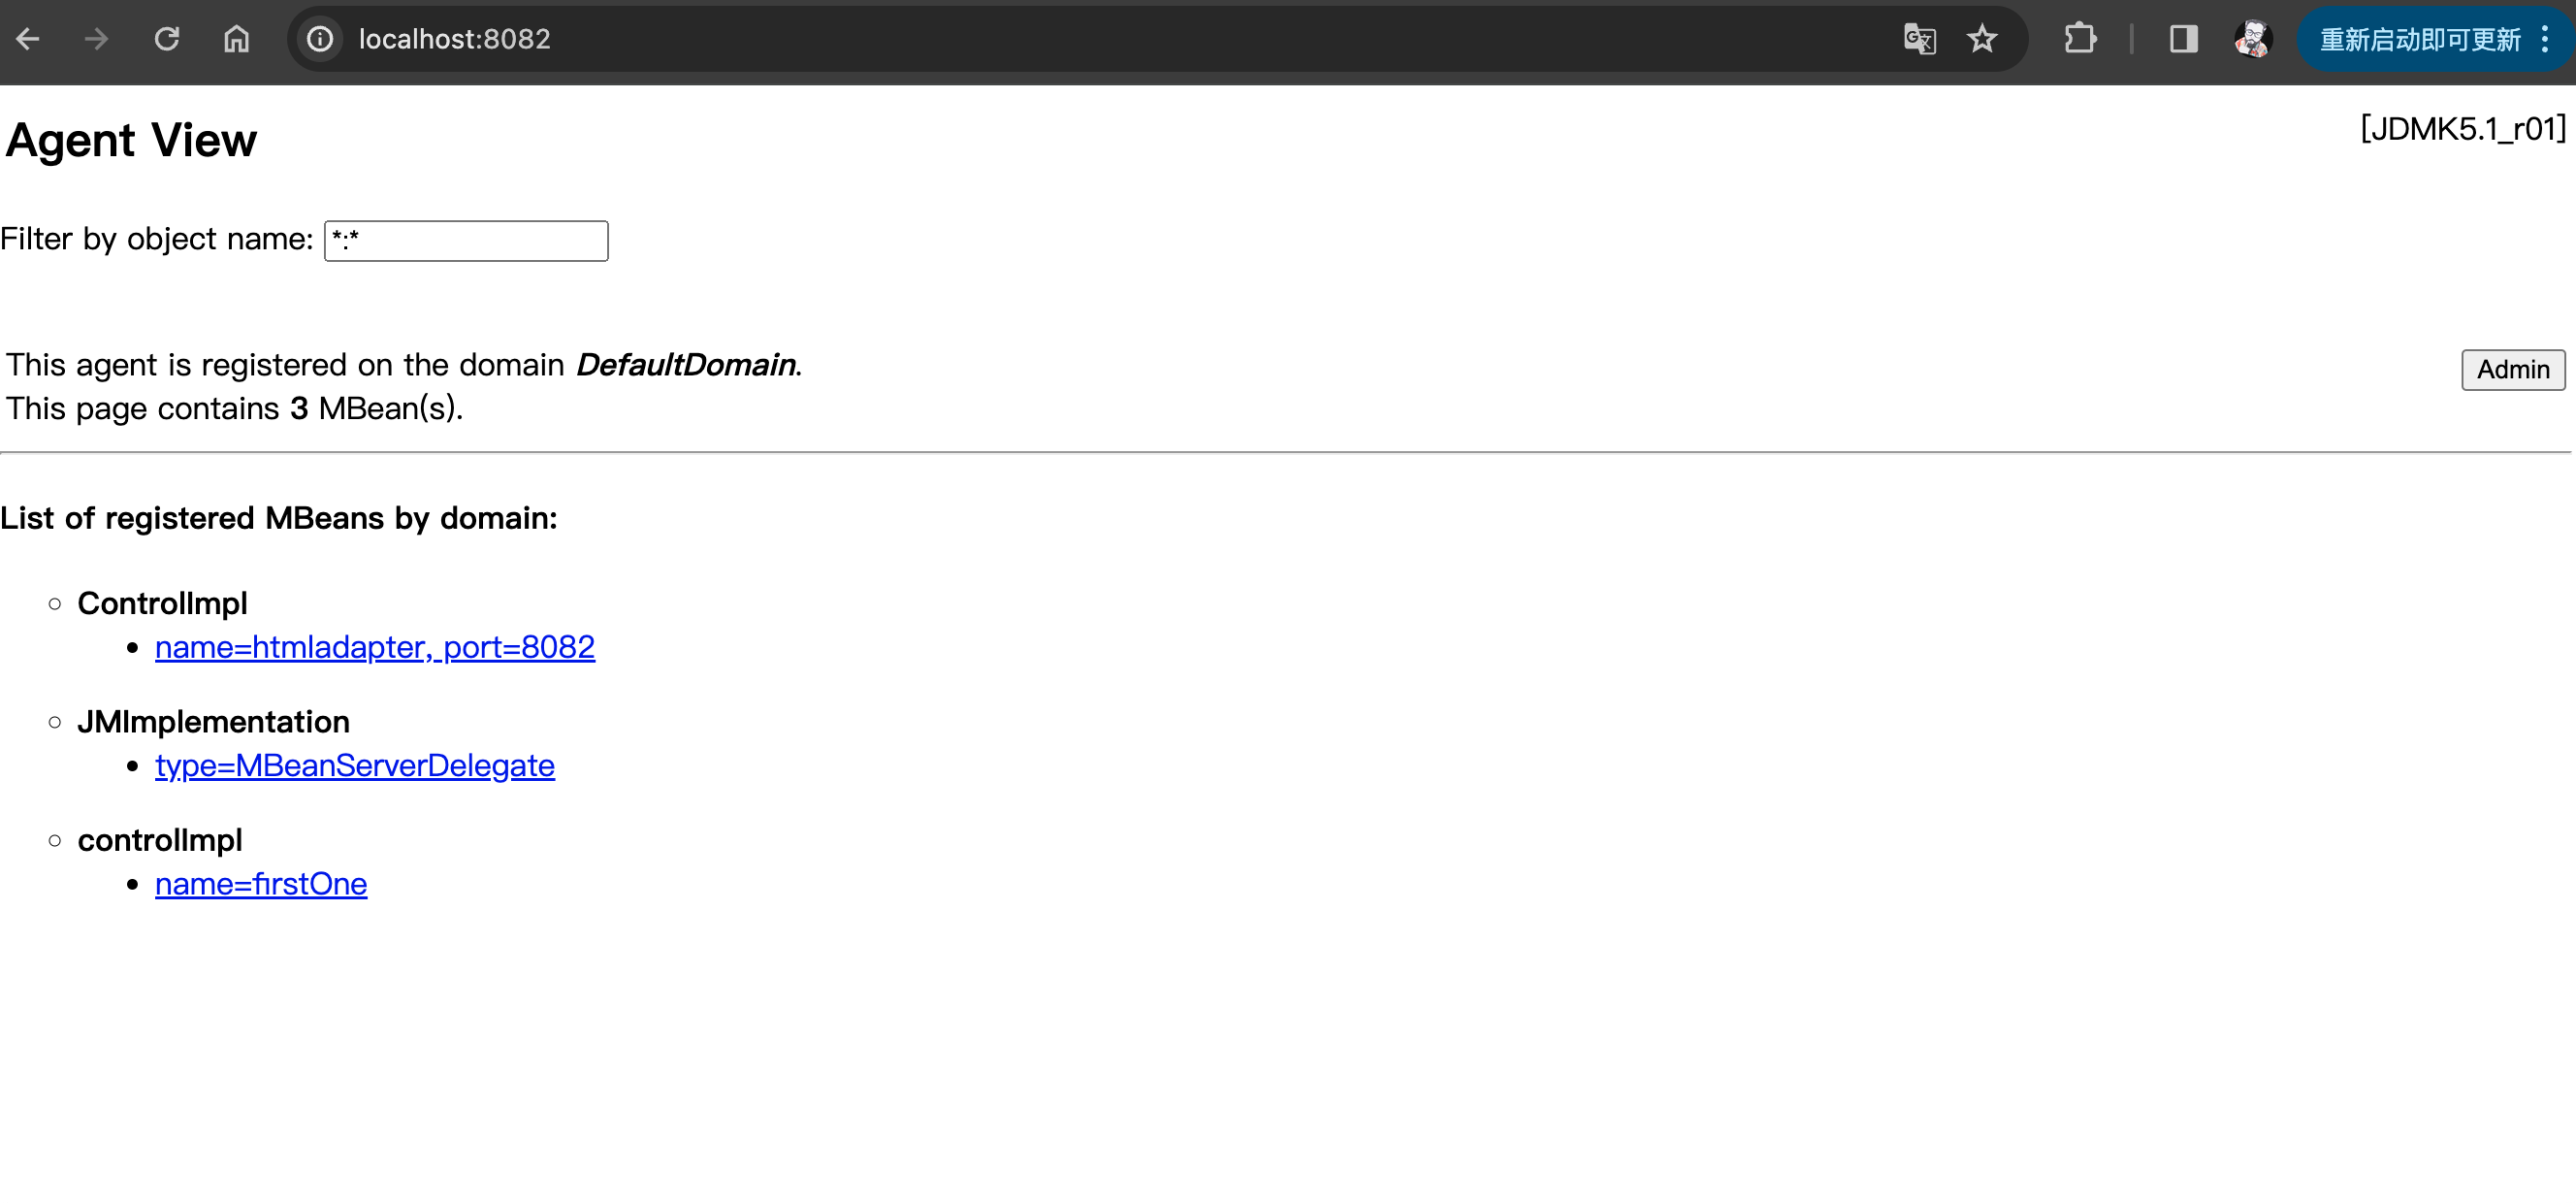 localhost:8082
重新启动即可更新
Agent View
[JDMK5.1_r01]
Filter by object name: *:*
This agent is registered on the domain DefaultDomain.
Admin
This page contains 3 MBean(s).
List of registered MBeans by domain:
ControlImpl
name=htmladapter, port=8082
JMImplementation
type=MBeanServerDelegate
controlImpl
name=firstOne